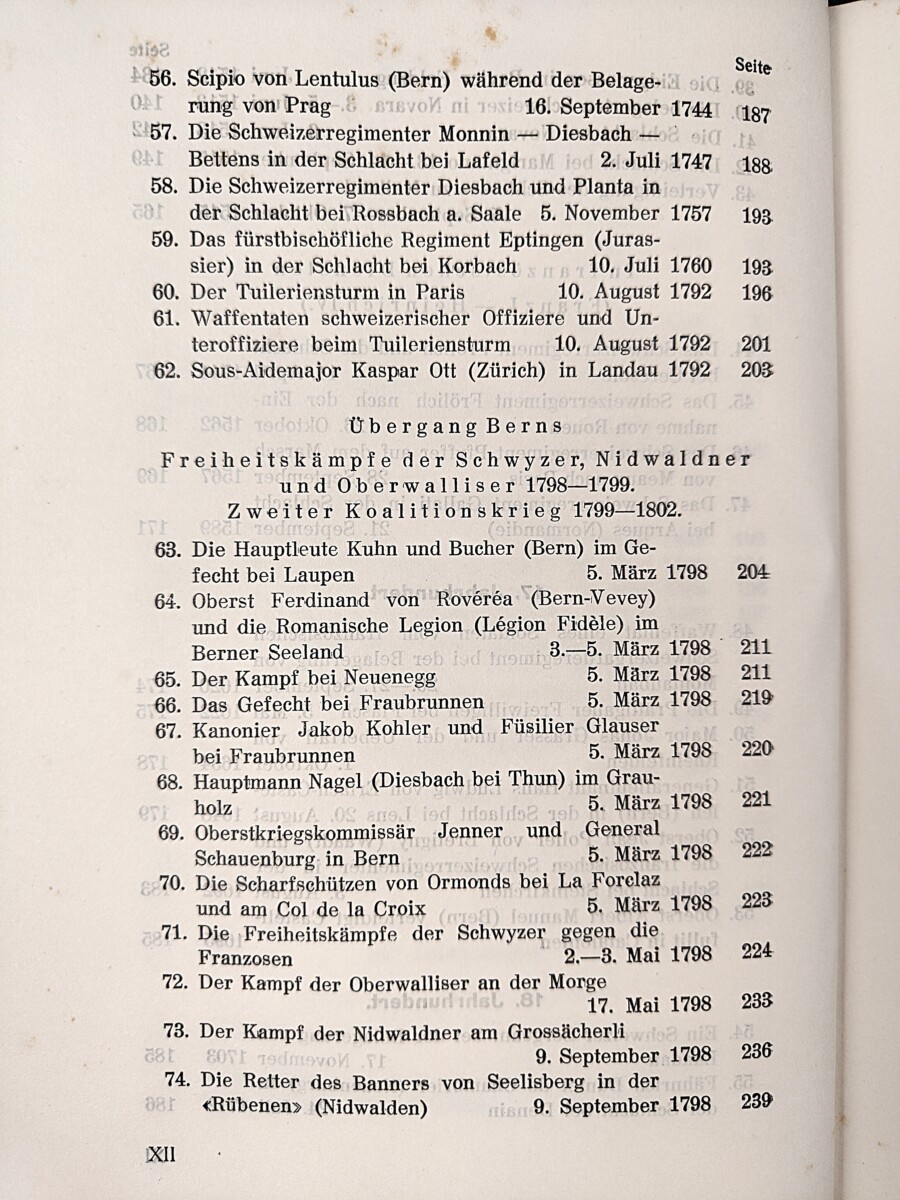 Seite
56. Scipio von Lentulus (Bern) während der Belage-
rung von Prag 16. September 1744 187
57. Die Schweizerregimenter Monnin — Diesbach —
Bettens in der Schlacht bei Lafeld 2. Juli 1747 188
58. Die Schweizerregimenter Diesbach und Planta in
der Schlacht bei Rossbach a. Saale 5. November 1757 193
59. Das fürstbischöfliche Regiment Eptingen (Juras-
sier) in der Schlacht bei Korbach 10. Juli 1760 193
60. Der Tuileriensturm in Paris 10. August 1792 196
61. Waffentaten schweizerischer Offiziere und Un-
teroffiziere beim Tuileriensturm 10. August 1792 201
62. Sous-Aidemajor Kaspar Ott (Zürich) in Landau 1792 203
Übergang Berns
Freiheitskämpfe der Schwyzer, Nidwaldner
und Oberwalliser 1798—1799.
Zweiter Koalitionskrieg 1799—1802.
63. Die Hauptleute Kuhn und Bucher (Bern) im Ge-
fecht bei Laupen 5. März 1798 204
64. Oberst Ferdinand von Rovéréa (Bern-Vevey)
und die Romanische Legion (Légion Fidèle) im
Berner Seeland 3.—5. März 1798 211
65. Der Kampf bei Neuenegg 5. März 1798 211
66. Das Gefecht bei Fraubrunnen 5. März 1798 219
67. Kanonier Jakob Kohler und Füsilier Glauser
bei Fraubrunnen 5. März 1798 220
68. Hauptmann Nagel (Diesbach bei Thun) im Grau-
holz 5. März 1798 221
69. Oberstkriegskommissär Jenner und General
Schauenburg in Bern 5. März 1798 222
70. Die Scharfschützen von Ormonds bei La Forclaz
und am Col de la Croix 5. März 1798 223
71. Die Freiheitskämpfe der Schwyzer gegen die
Franzosen 2.—3. Mai 1798 224
72. Der Kampf der Oberwalliser an der Morge
17. Mai 1798 233
73. Der Kampf der Nidwaldner am Grossächerli
9. September 1798 236
74. Die Retter des Banners von Seelisberg in der
«Rübenen» (Nidwalden) 9. September 1798 239
XII